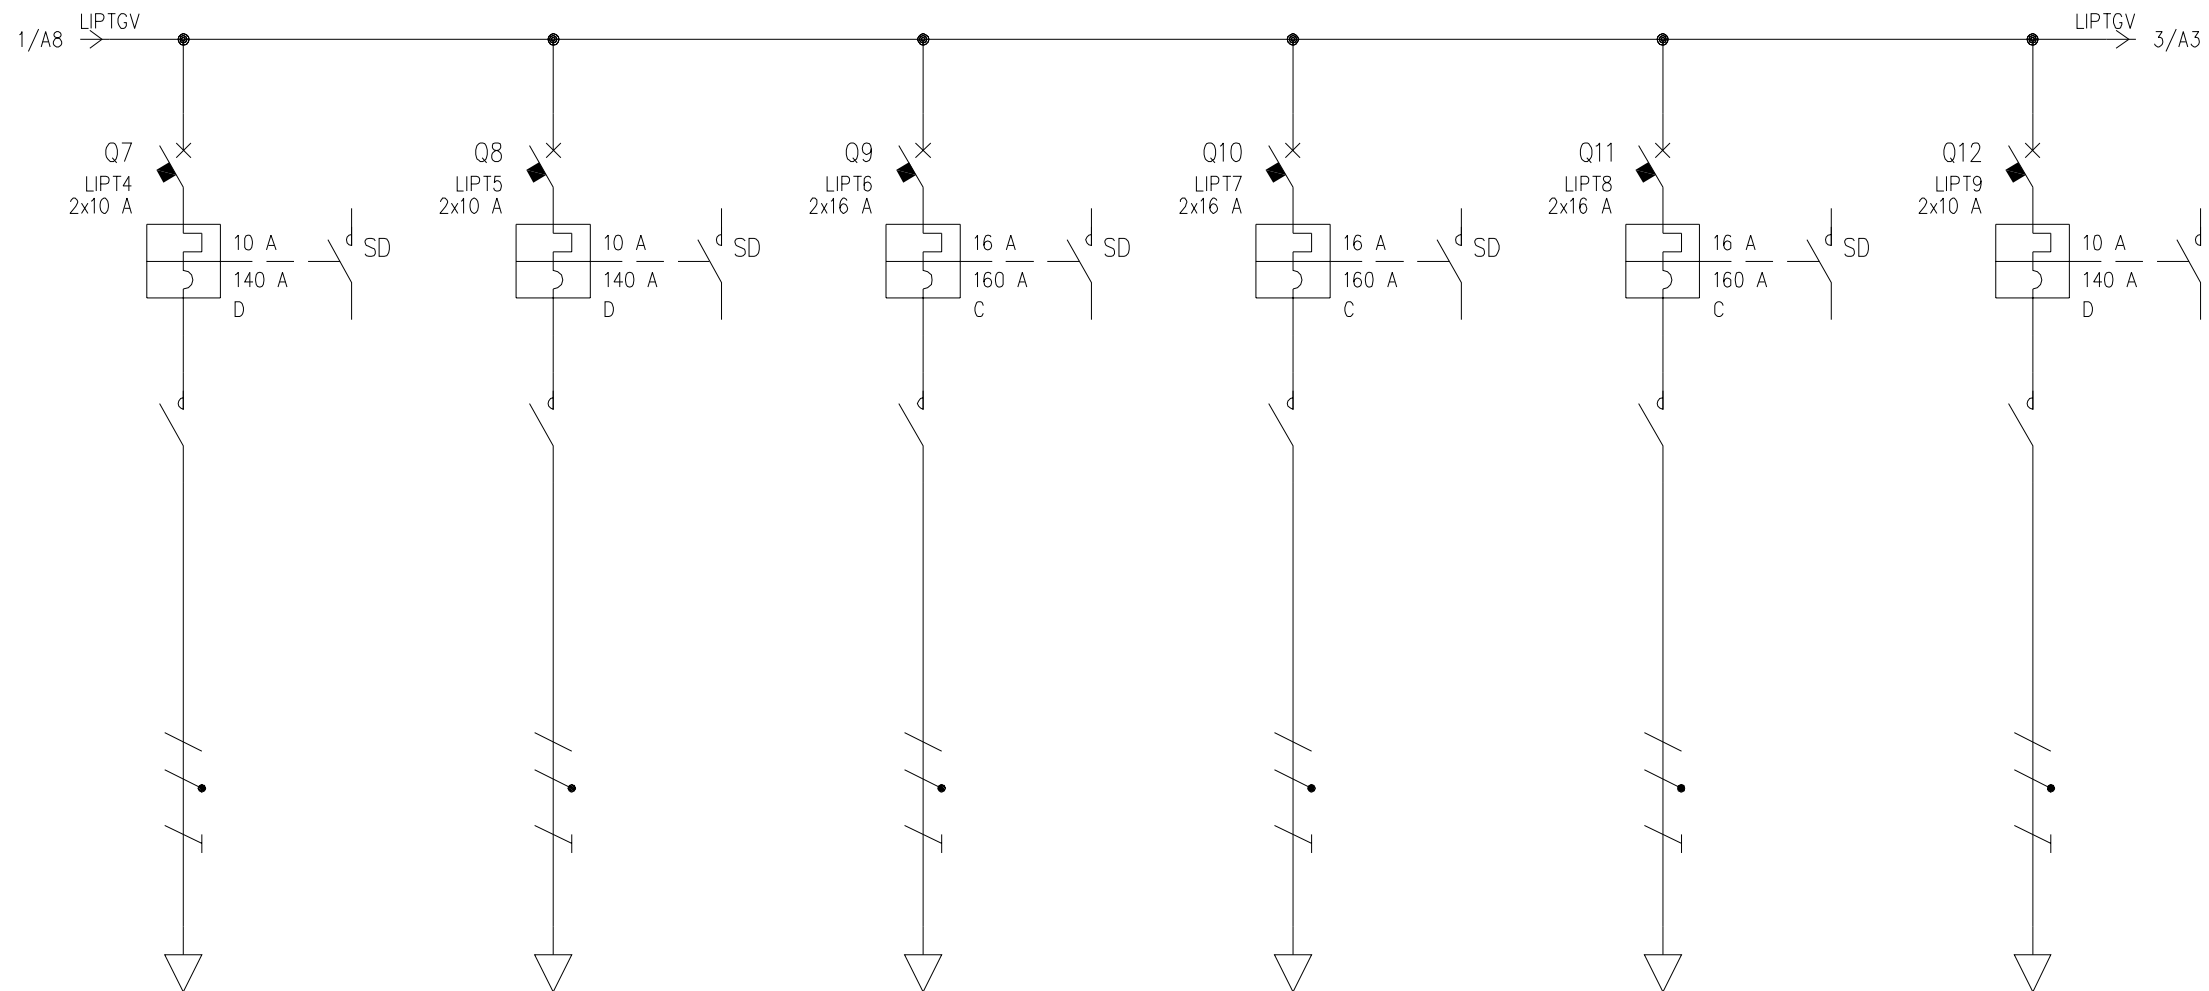 LIPTGV LIPTGV
1/A8 3/A3
Q7 Q8 Q9 Q10 Q11 Q12
LIPT4 LIPT5 LIPT6 LIPT7 LIPT8 LIPT9
2x10 A 2x10 A 2x16 A 2x16 A 2x16 A 2x10 A
10 A SD 10 A SD 16 A SD 16 A SD 16 A SD 10 A
140 A 140 A 160 A 160 A 160 A 140 A
D D C C C D